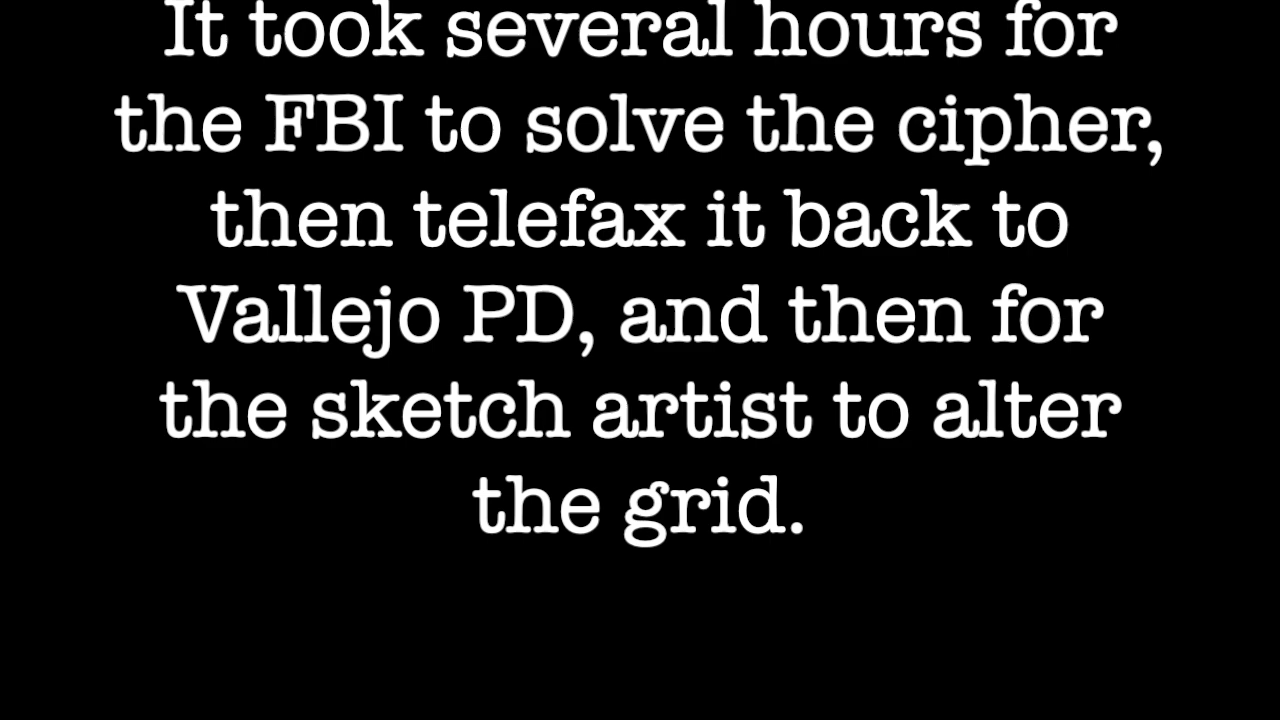 It took several hours for
the FBI to solve the cipher,
then telefax it back to
Vallejo PD, and then for
the sketch artist to alter
the grid.